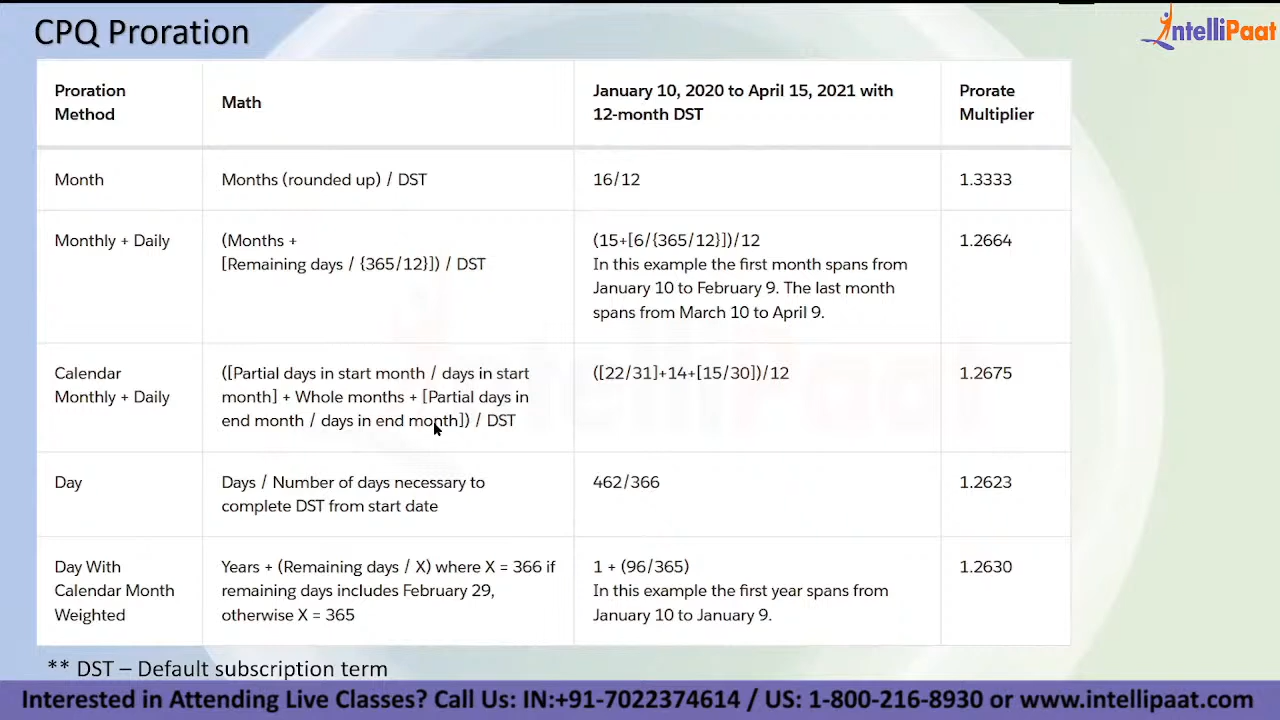 CPQ Proration
IntelliPaat
Proration
Method
Math
January 10, 2020 to April 15, 2021 with
12-month DST
Prorate
Multiplier
Month
Months (rounded up) / DST
16/12
1.3333
Monthly + Daily
(Months +
[Remaining days / {365/12}]) / DST
(15+[6/{365/12}])/12
In this example the first month spans from
January 10 to February 9. The last month
spans from March 10 to April 9.
1.2664
Calendar
Monthly + Daily
([Partial days in start month / days in start
month] + Whole months + [Partial days in
end month / days in end month]) / DST
([22/31]+14+[15/30])/12
1.2675
Day
Days / Number of days necessary to
complete DST from start date
462/366
1.2623
Day With
Calendar Month
Weighted
Years + (Remaining days / X) where X = 366 if
remaining days includes February 29,
otherwise X = 365
1 + (96/365)
In this example the first year spans from
January 10 to January 9.
1.2630
** DST – Default subscription term
Interested in Attending Live Classes? Call Us: IN:+91-7022374614 / US: 1-800-216-8930 or www.intellipaat.com